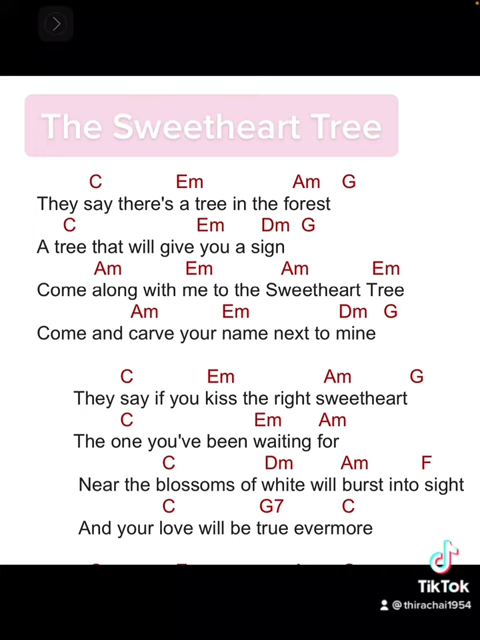 The Sweetheart Tree
C Em Am G
They say there's a tree in the forest
C Em Dm G
A tree that will give you a sign
Am Em Am Em
Come along with me to the Sweetheart Tree
Am Em Dm G
Come and carve your name next to mine
C Em Am G
They say if you kiss the right sweetheart
C Em Am
The one you've been waiting for
C Dm Am F
Near the blossoms of white will burst into sight
C G7 C
And your love will be true evermore
TikTok
@thirachai1954